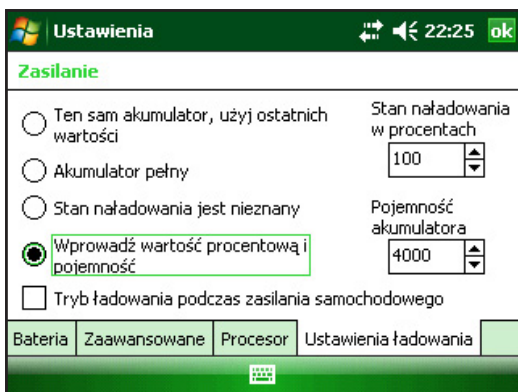 Ustawienia 22:25 ok
Zasilanie
Ten sam akumulator, użyj ostatnich
wartości
Akumulator pełny
Stan naładowania jest nieznany
Wprowadź wartość procentową i
pojemność
Stan naładowania
w procentach
100
Pojemność
akumulatora
4000
Tryb ładowania podczas zasilania samochodowego
Bateria Zaawansowane Procesor Ustawienia ładowania